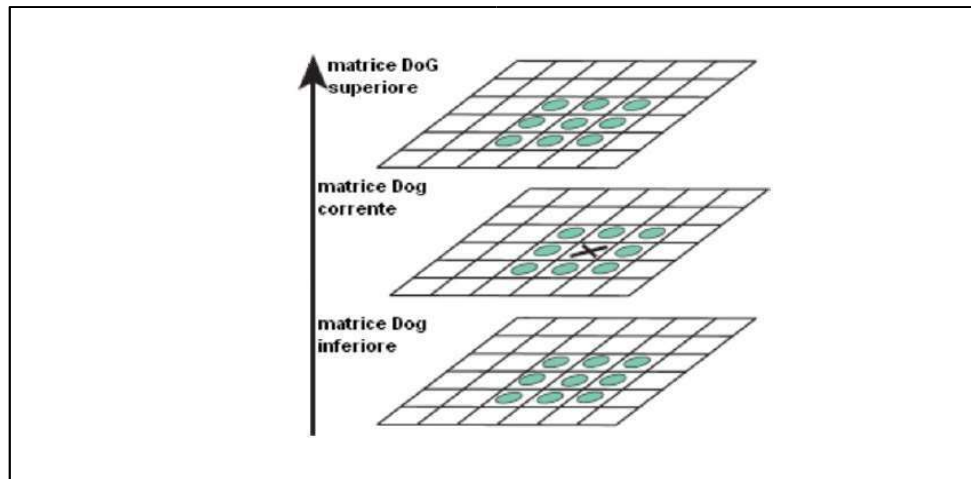 matrice DoG
superiore
matrice Dog
corrente
matrice Dog
inferiore